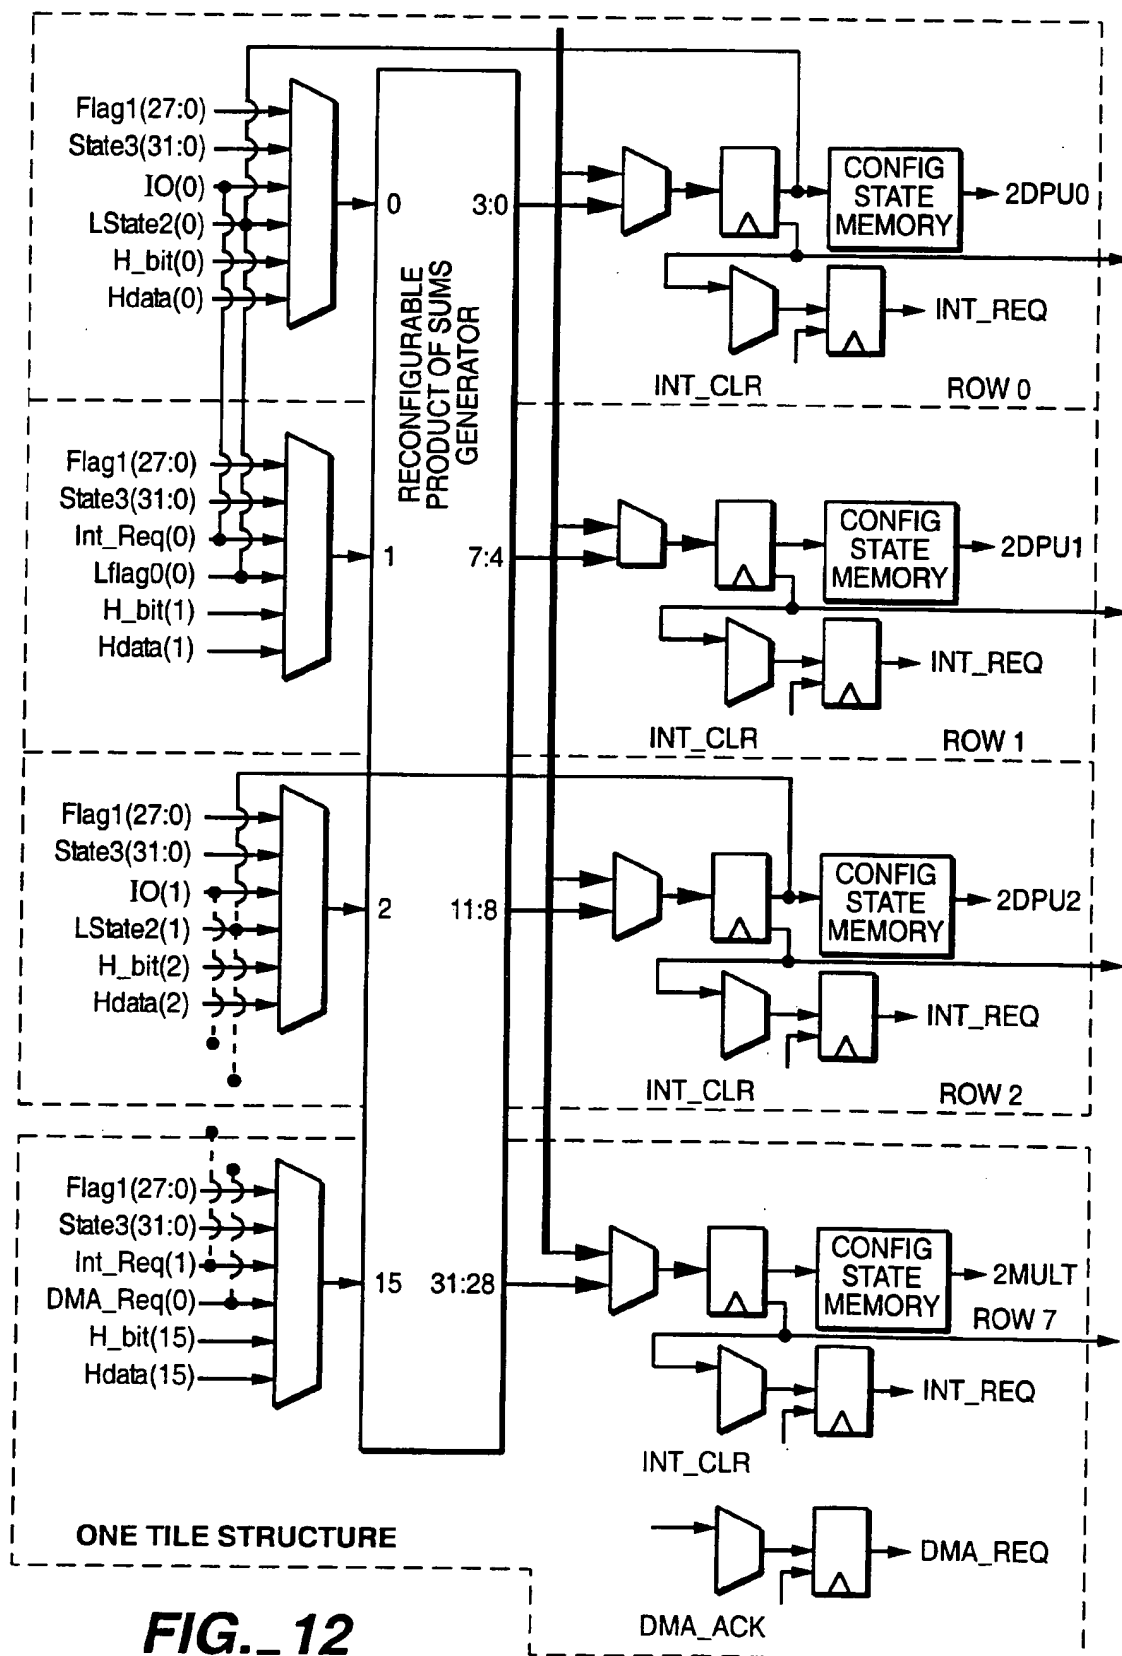 Flag1(27:0)
State3(31:0)
IO(0)
LState2(0)
H_bit(0)
Hdata(0)
0
3:0
RECONFIGURABLE
PRODUCT OF SUMS
GENERATOR
CONFIG
STATE
MEMORY
2DPU0
INT_REQ
INT_CLR
ROW 0
Flag1(27:0)
State3(31:0)
Int_Req(0)
Lflag0(0)
H_bit(1)
Hdata(1)
1
7:4
CONFIG
STATE
MEMORY
2DPU1
INT_REQ
INT_CLR
ROW 1
Flag1(27:0)
State3(31:0)
IO(1)
LState2(1)
H_bit(2)
Hdata(2)
2
11:8
CONFIG
STATE
MEMORY
2DPU2
INT_REQ
INT_CLR
ROW 2
Flag1(27:0)
State3(31:0)
Int_Req(1)
DMA_Req(0)
H_bit(15)
Hdata(15)
15
31:28
CONFIG
STATE
MEMORY
2MULT
ROW 7
INT_REQ
INT_CLR
ONE TILE STRUCTURE
DMA_REQ
DMA_ACK
FIG._12